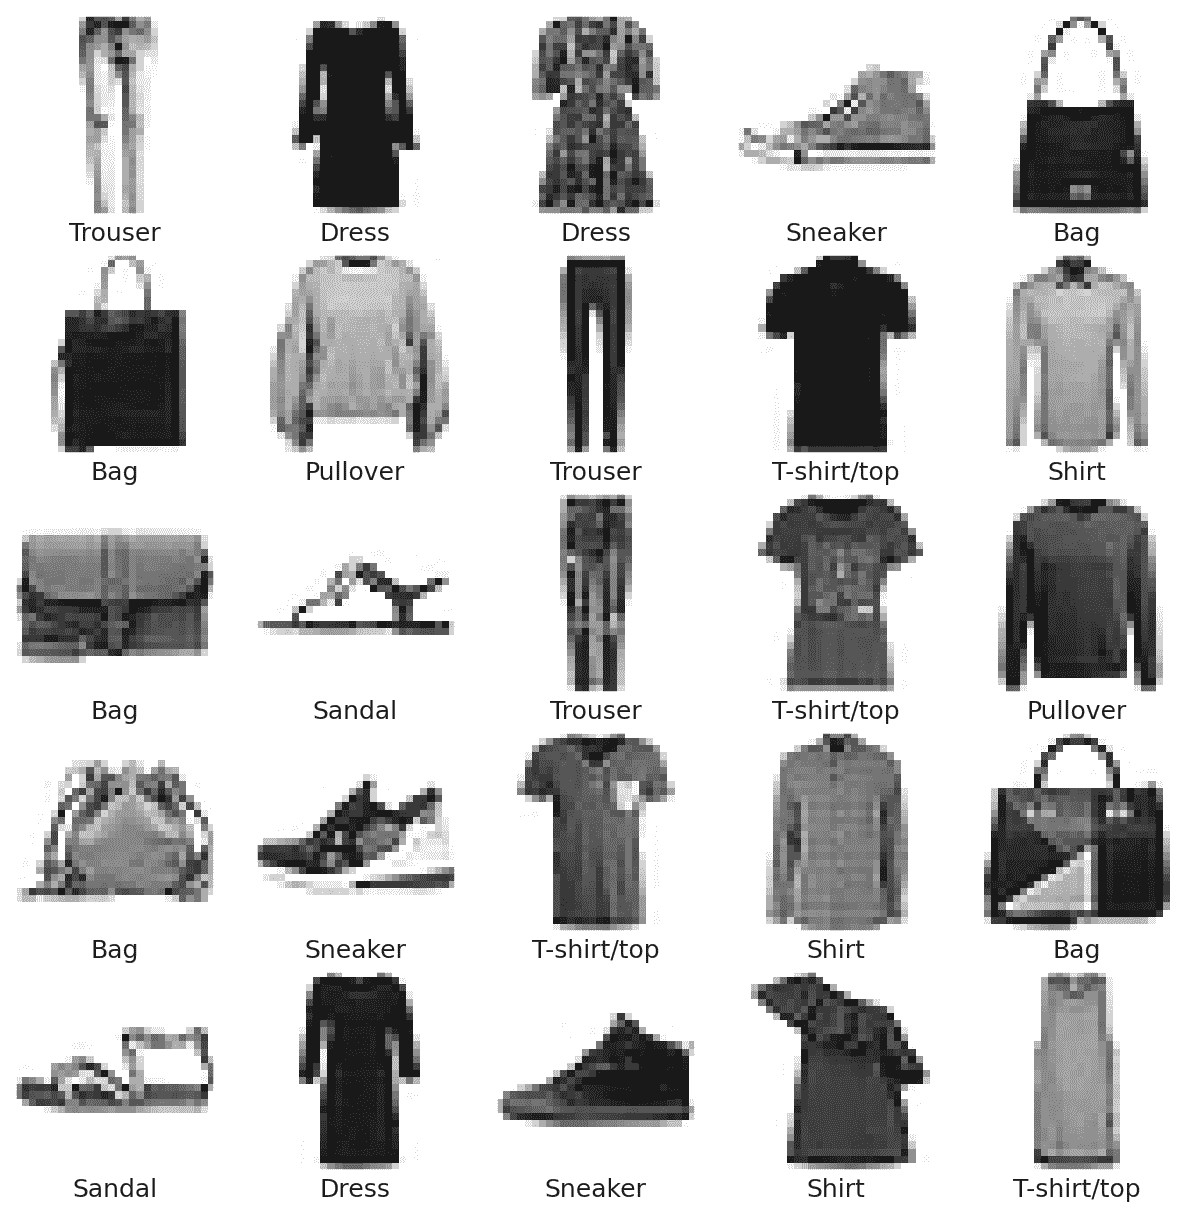 Trouser
Dress
Dress
Sneaker
Bag
Bag
Pullover
Trouser
T-shirt/top
Shirt
Bag
Sandal
Trouser
T-shirt/top
Pullover
Bag
Sneaker
T-shirt/top
Shirt
Bag
Sandal
Dress
Sneaker
Shirt
T-shirt/top